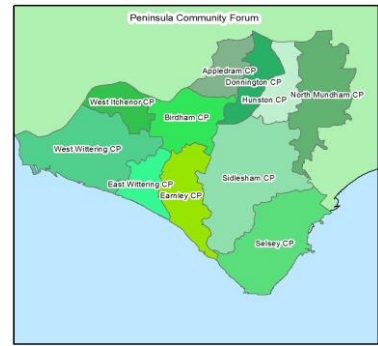 Peninsula Community Forum
Appledram CP
Donnington CP
West Itchenor CP
Hunston CP
North Mundham CP
Birdham CP
West Wittering CP
East Wittering CP
Sidlesham CP
Earnley CP
Selsey CP